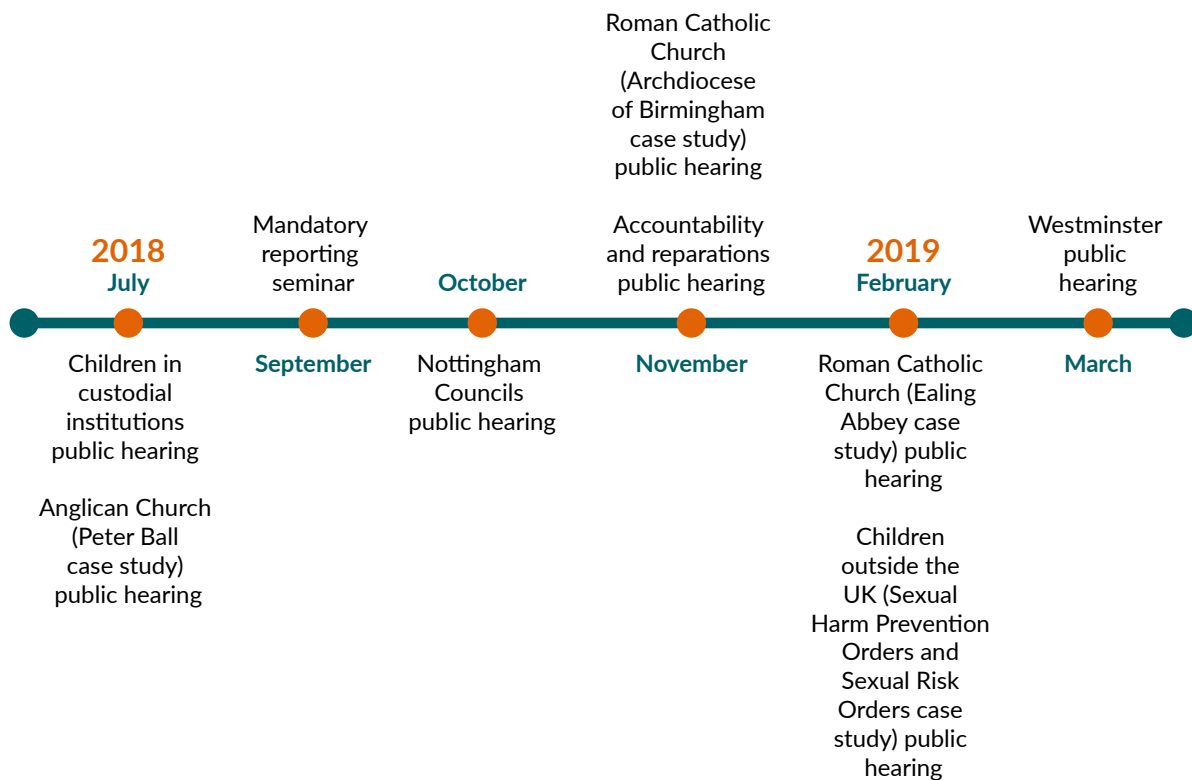 2018
July
Children in
custodial
institutions
public hearing
Anglican Church
(Peter Ball
case study)
public hearing
Mandatory
reporting
seminar
September
October
Nottingham
Councils
public hearing
Roman Catholic
Church
(Archdiocese
of Birmingham
case study)
public hearing
Accountability
and reparations
public hearing
November
2019
February
Roman Catholic
Church (Ealing
Abbey case
study) public
hearing
Children
outside the
UK (Sexual
Harm Prevention
Orders and
Sexual Risk
Orders case
study) public
hearing
Westminster
public
hearing
March